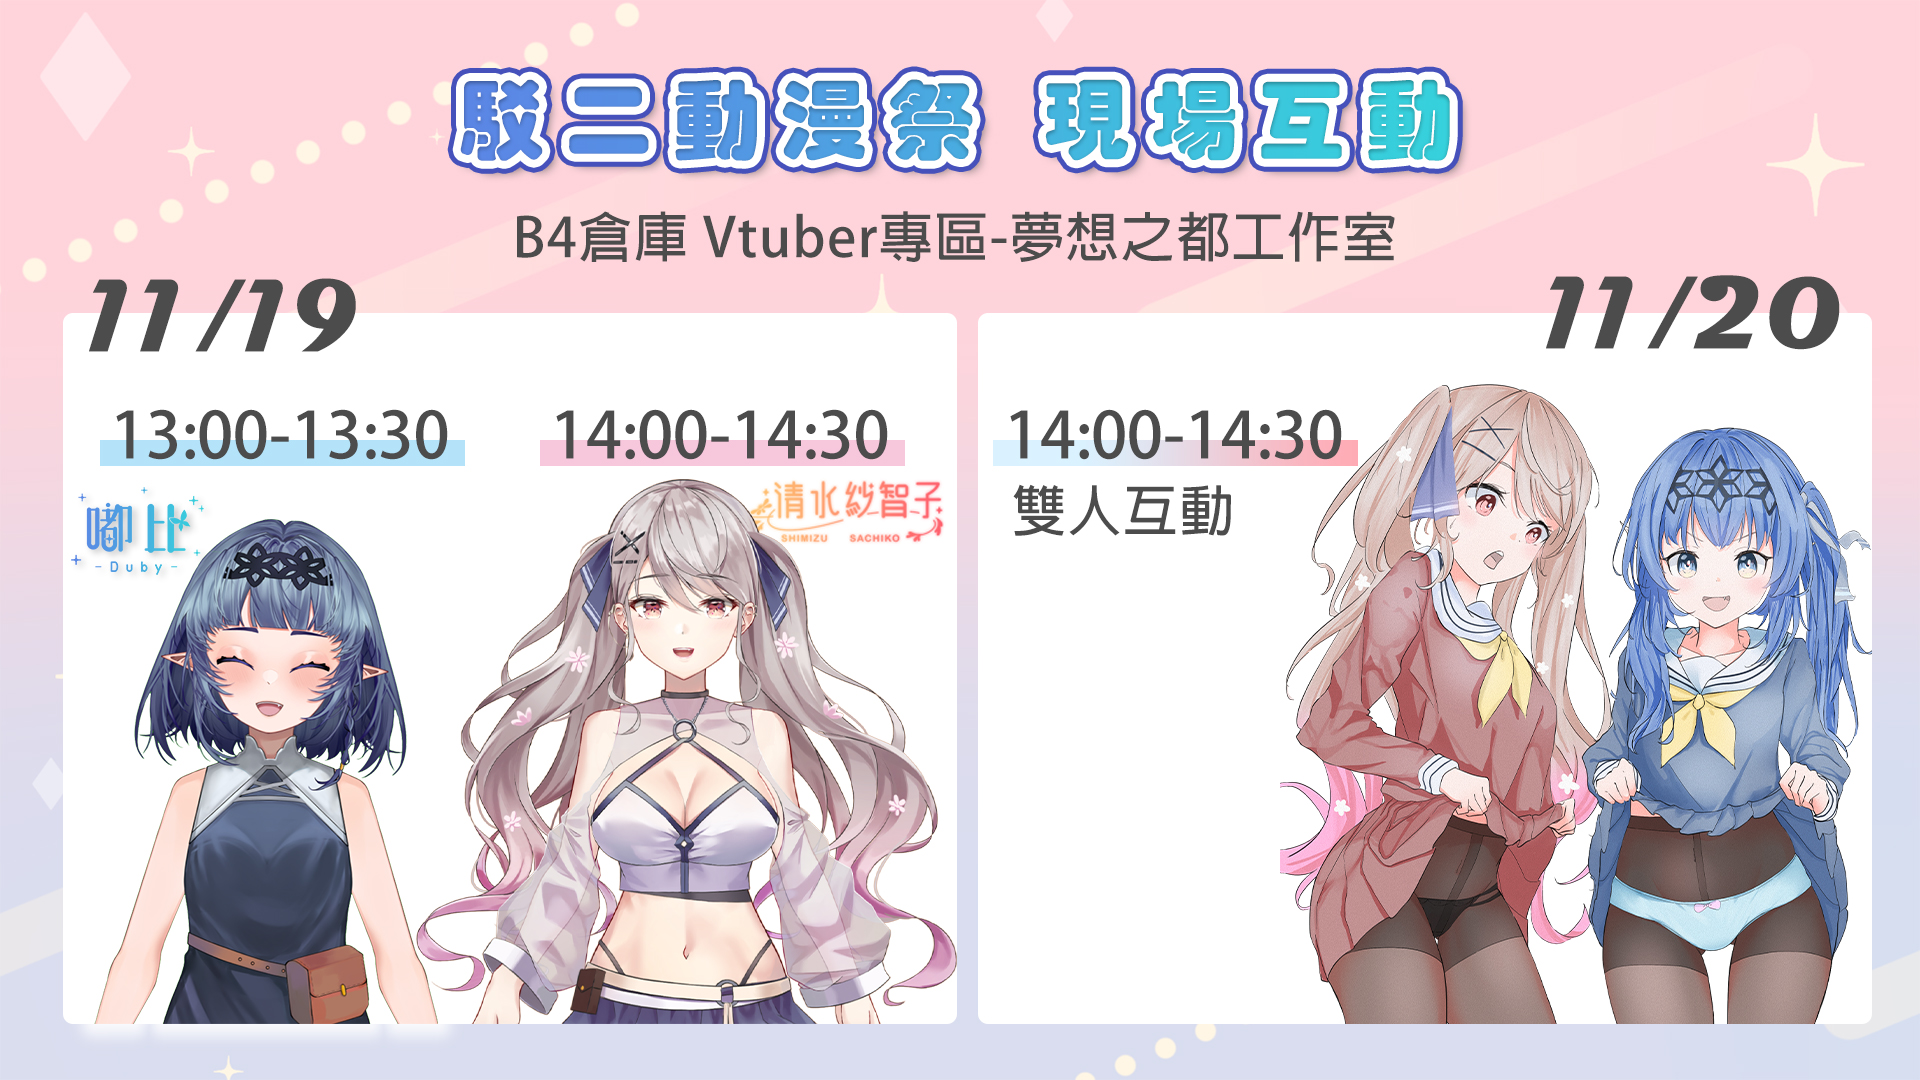 駁二動漫祭 現場互動
B4倉庫 Vtuber專區-夢想之都工作室
11/19
13:00-13:30
嘟比
-Duby-
14:00-14:30
清水紗智子
SHIMIZU SACHIKO
11/20
14:00-14:30
雙人互動